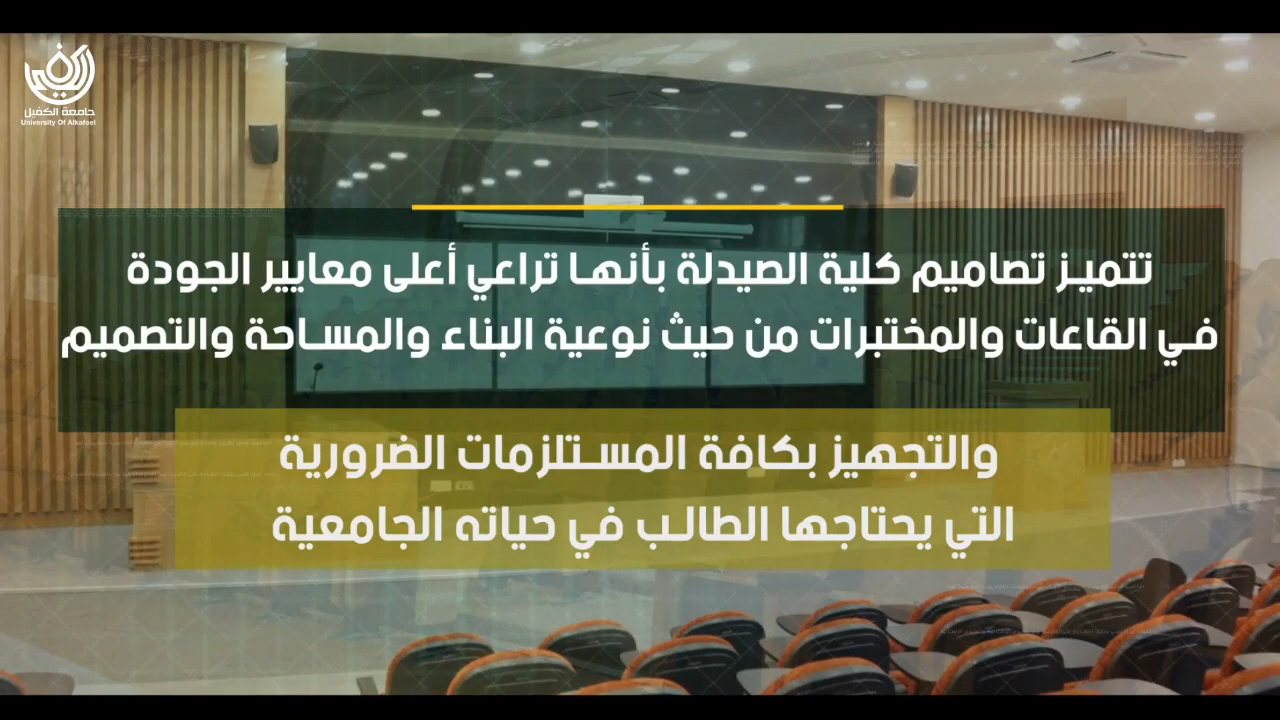 جامعة الكفيل
University Of Alkafeel
تتميز تصاميم كلية الصيدلة بأنها تراعي أعلى معايير الجودة
في القاعات والمختبرات من حيث نوعية البناء والمساحة والتصميم
والتجهيز بكافة المستلزمات الضرورية
التي يحتاجها الطالب في حياته الجامعية